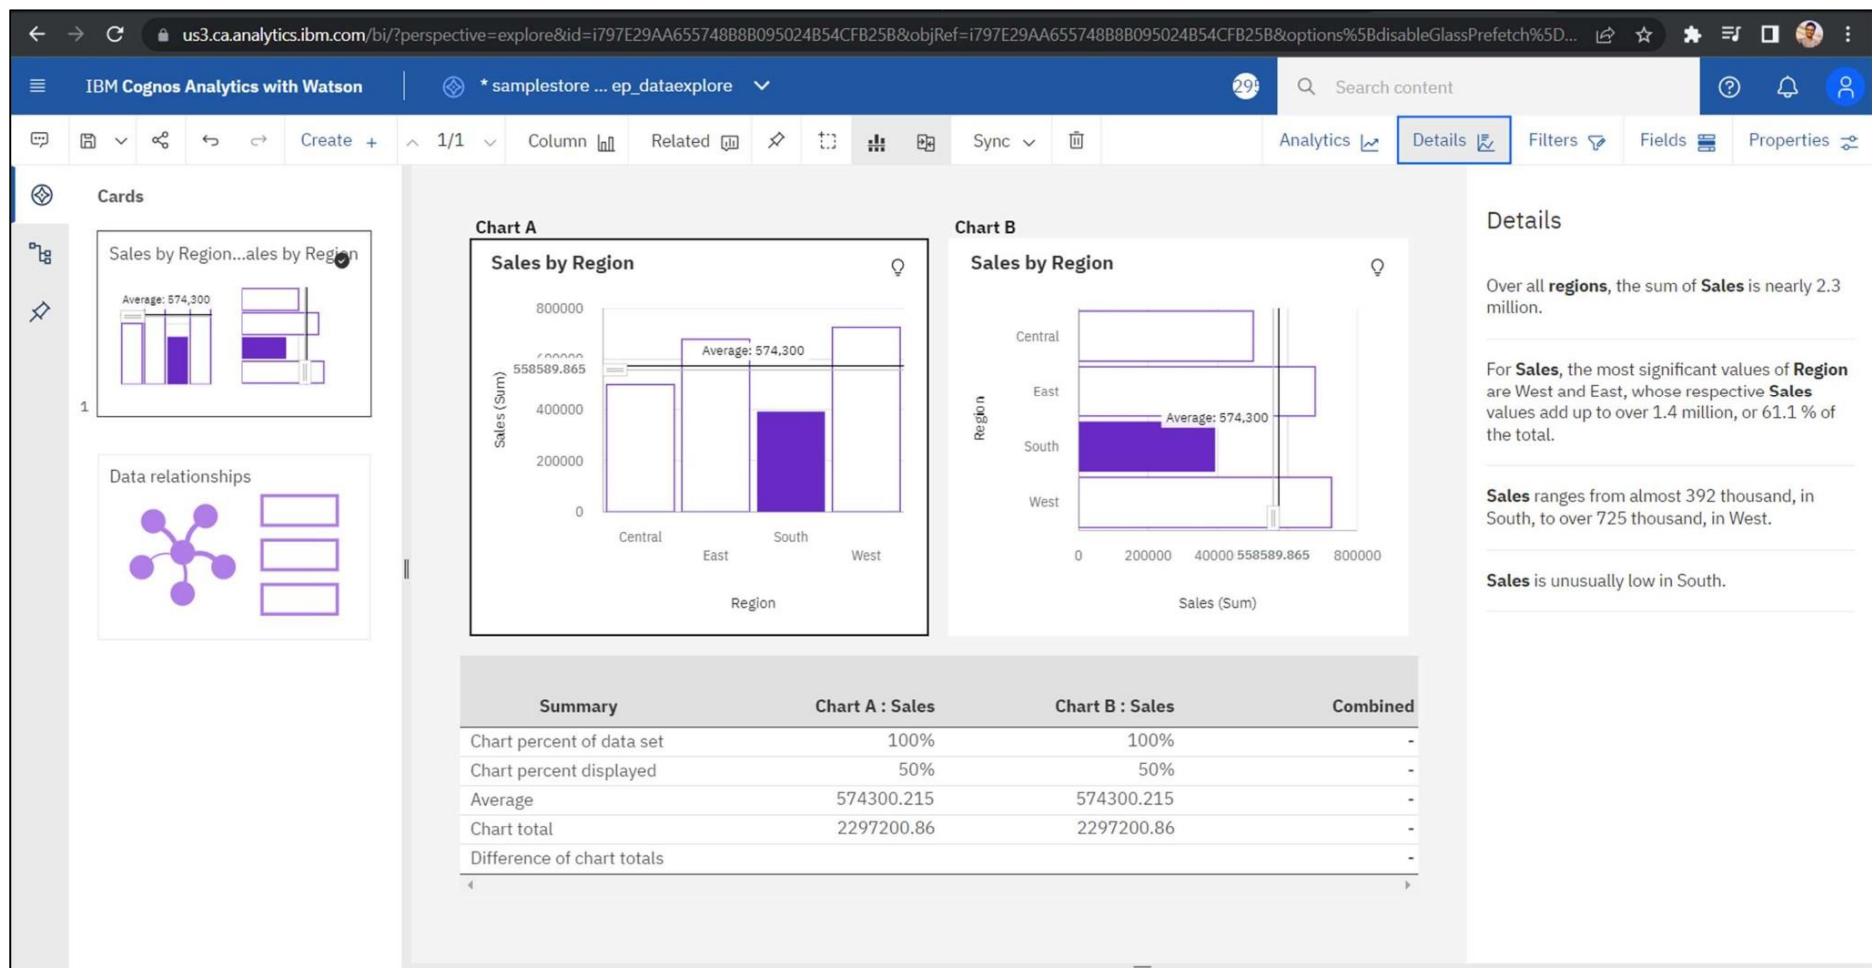 us3.ca.analytics.ibm.com/bi/?perspective=explore&id=i797E29AA655748B8B095024B54CFB25B&objRef=i797E29AA655748B8B095024B54CFB25B&options%5BdisableGlassPrefetch%5D...
IBM Cognos Analytics with Watson
* samplestore ... ep_dataexplore
295
Search content
Create +
1/1
Column
Related
Sync
Analytics
Details
Filters
Fields
Properties
Cards
Sales by Region...ales by Region
Average: 574,300
1
Data relationships
Chart A
Sales by Region
800000
600000
558589.865
400000
200000
0
Sales (Sum)
Average: 574,300
Central
East
South
West
Region
Chart B
Sales by Region
Central
East
South
West
Region
Average: 574,300
0
200000
40000
558589.865
800000
Sales (Sum)
Summary Chart A : Sales Chart B : Sales Combined
Chart percent of data set 100% 100% -
Chart percent displayed 50% 50% -
Average 574300.215 574300.215 -
Chart total 2297200.86 2297200.86 -
Difference of chart totals -
Details
Over all regions, the sum of Sales is nearly 2.3
million.
For Sales, the most significant values of Region
are West and East, whose respective Sales
values add up to over 1.4 million, or 61.1 % of
the total.
Sales ranges from almost 392 thousand, in
South, to over 725 thousand, in West.
Sales is unusually low in South.